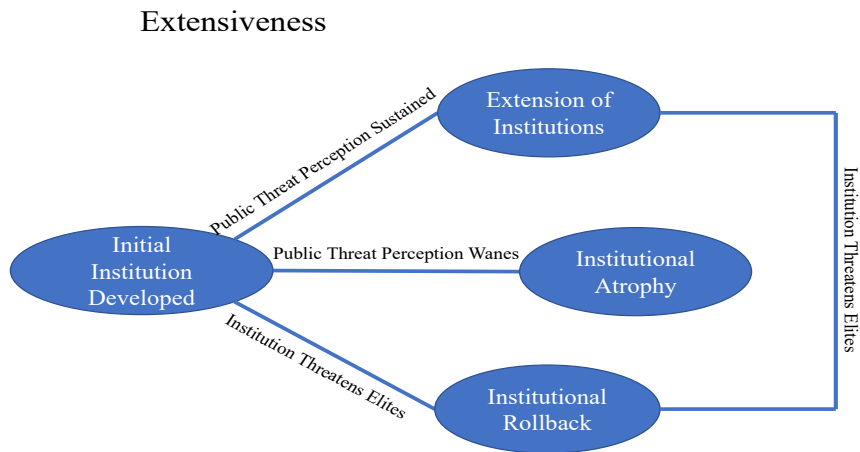 Extensiveness
Public Threat Perception Sustained
Extension of
Institutions
Initial
Institution
Developed
Public Threat Perception Wanes
Institutional
Atrophy
Institution Threatens Elites
Institutional
Rollback
Institution Threatens Elites